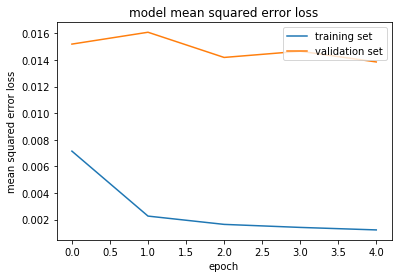 model mean squared error loss
training set
validation set
mean squared error loss
0.016
0.014
0.012
0.010
0.008
0.006
0.004
0.002
0.0 0.5 1.0 1.5 2.0 2.5 3.0 3.5 4.0
epoch